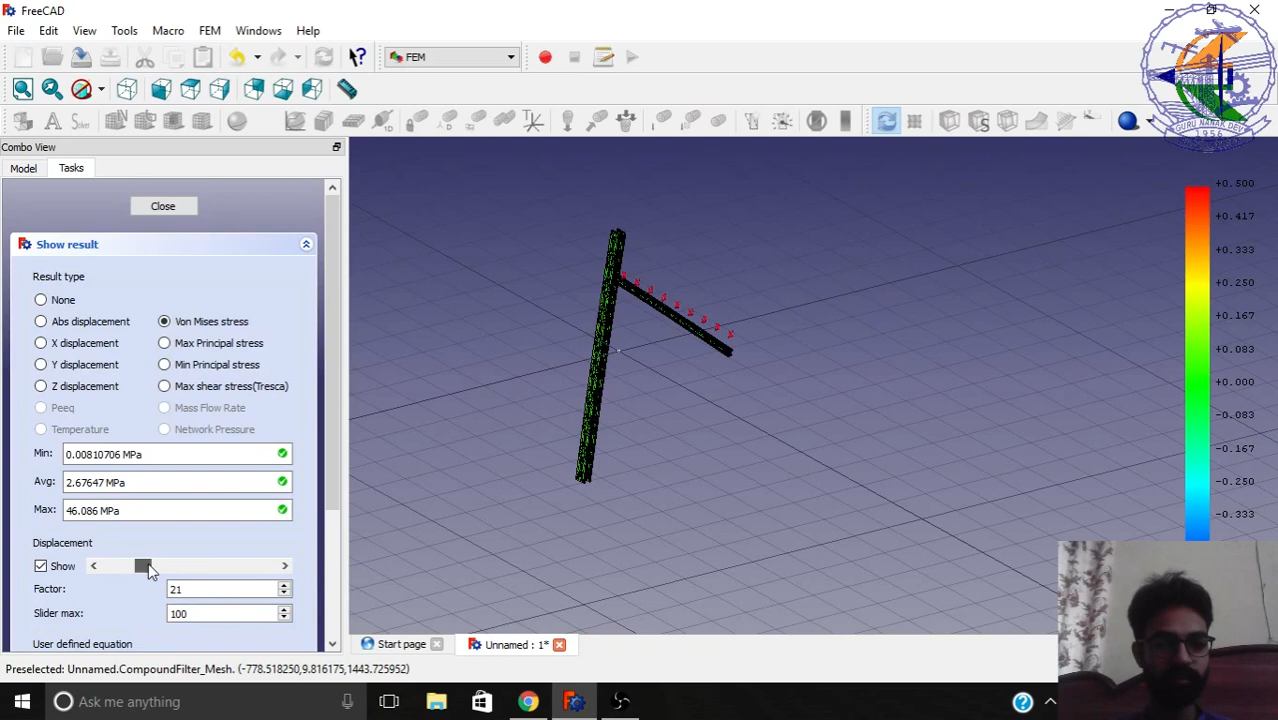 FreeCAD
File Edit View Tools Macro FEM Windows Help
FEM
GURU NANAK DEV
1956
Combo View
Model Tasks
Close
Show result
Result type
None
Abs displacement Von Mises stress
X displacement Max Principal stress
Y displacement Min Principal stress
Z displacement Max shear stress(Tresca)
Peeq Mass Flow Rate
Temperature Network Pressure
Min: 0.00810706 MPa
Avg: 2.67647 MPa
Max: 46.086 MPa
Displacement
Show
Factor: 21
Slider max: 100
User defined equation
+0.500
+0.417
+0.333
+0.250
+0.167
+0.083
+0.000
-0.083
-0.167
-0.250
-0.333
Start page Unnamed : 1*
Preselected: Unnamed.CompoundFilter_Mesh. (-778.518250,9.816175,1443.725952)
Ask me anything